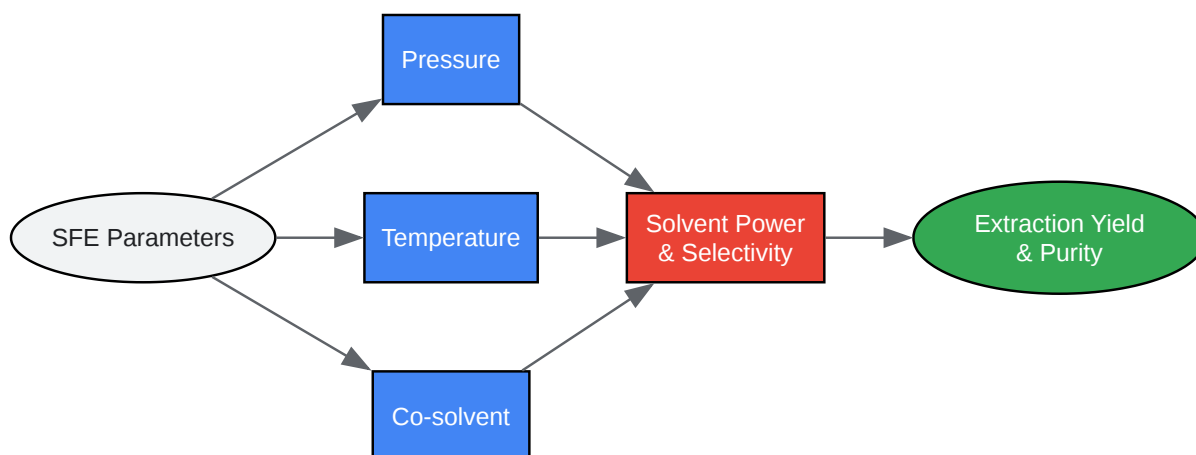 Pressure
SFE Parameters
Temperature
Solvent Power
& Selectivity
Extraction Yield
& Purity
Co-solvent